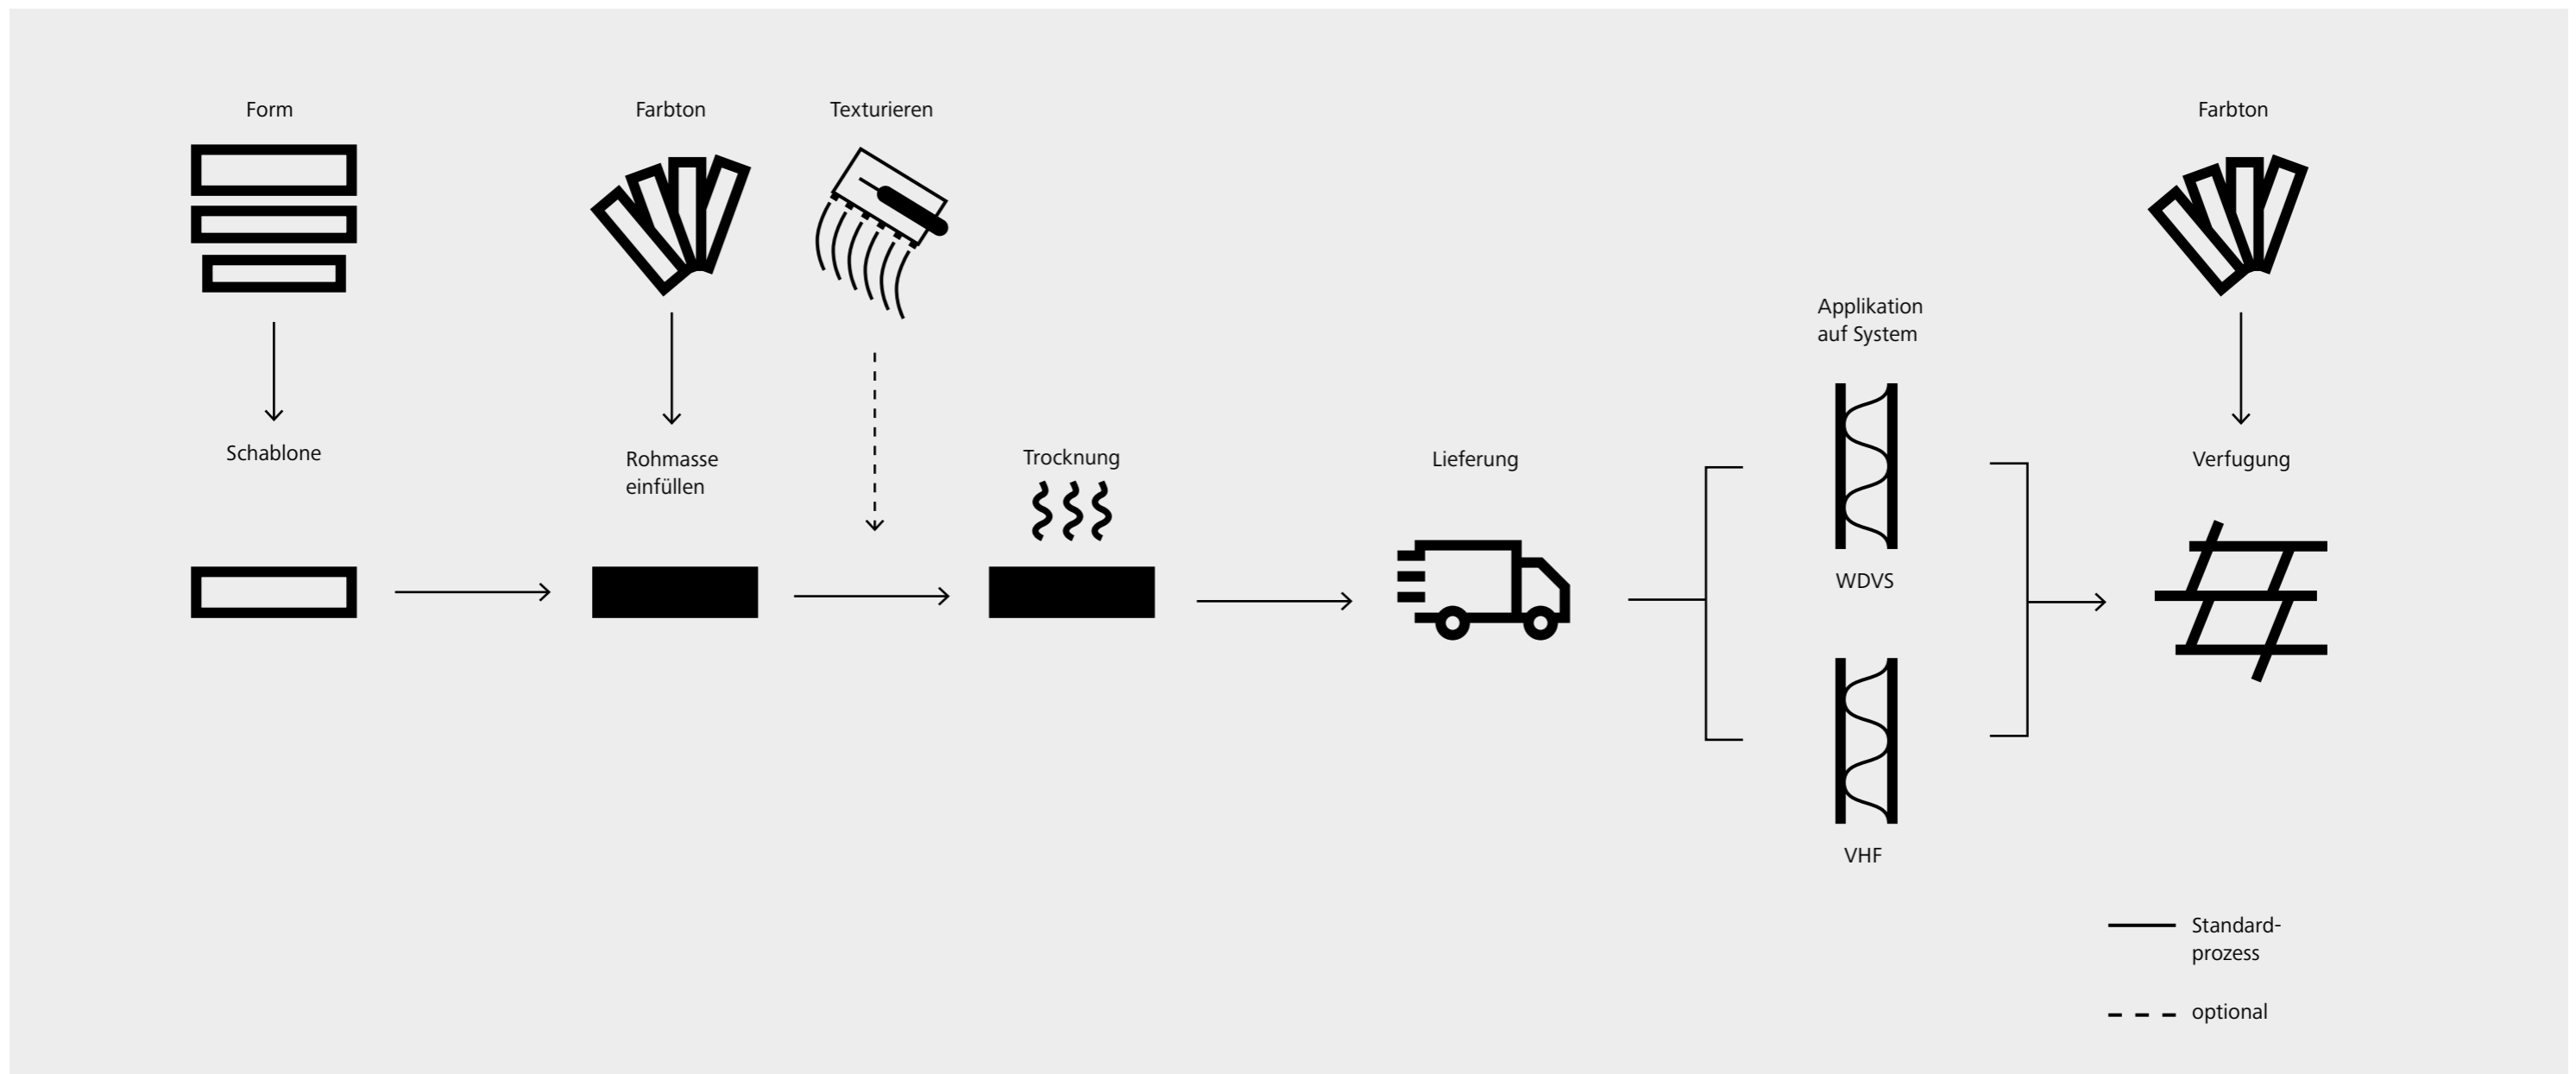 Form
Farbton
Texturieren
Farbton
Applikation
auf System
Schablone
Rohmasse
einfüllen
Trocknung
Lieferung
Verfugung
WDVS
VHF
Standard-
prozess
optional